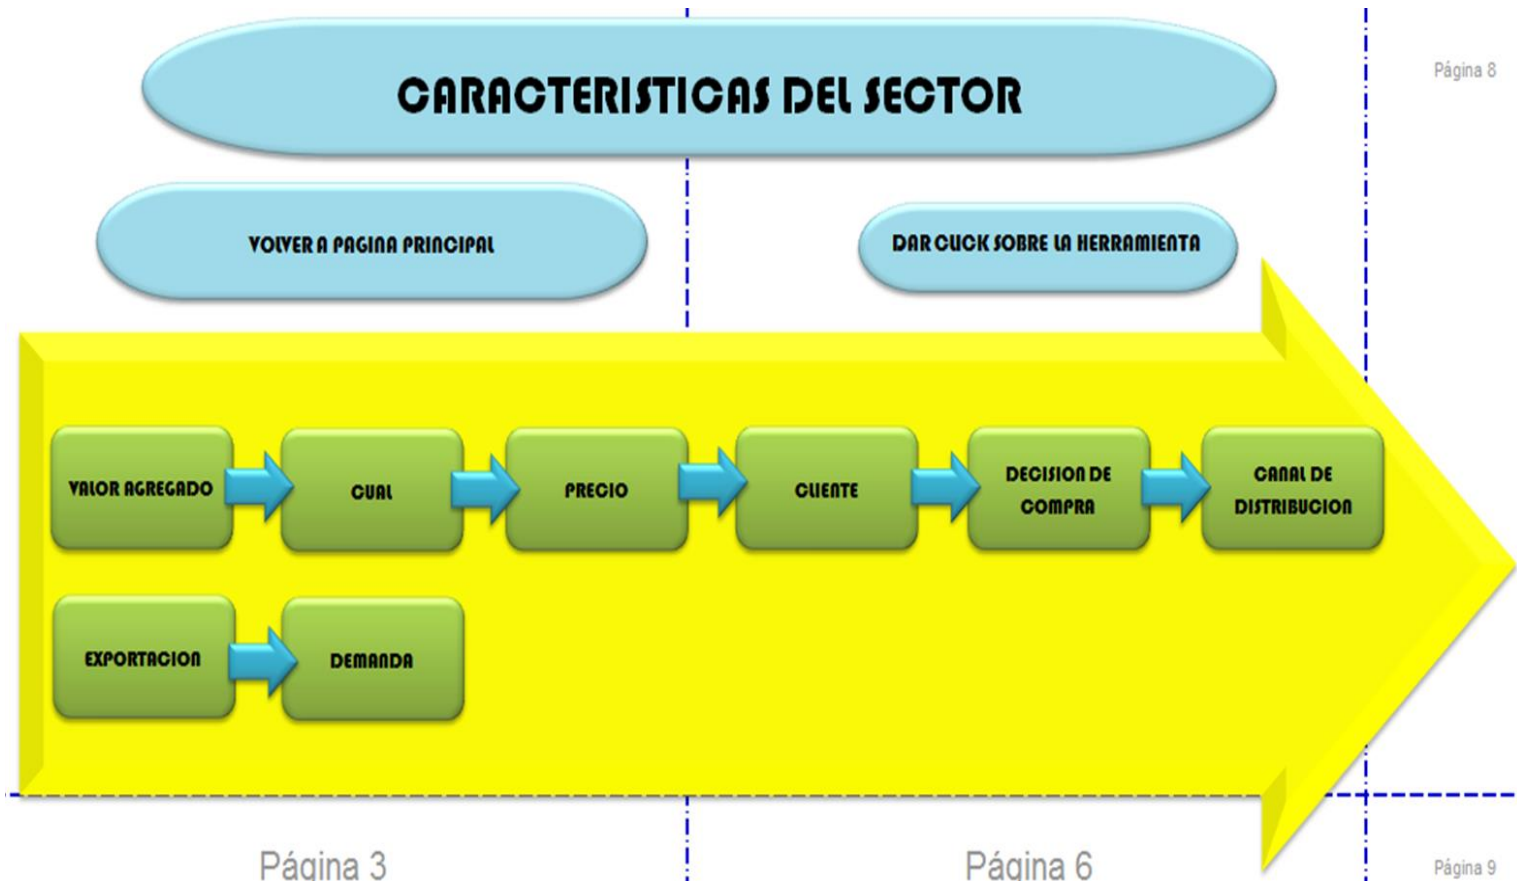 CARACTERISTICAS DEL SECTOR
Página 8
VOLVER A PAGINA PRINCIPAL
DAR CLICK SOBRE LA HERRAMIENTA
VALOR AGREGADO
CUAL
PRECIO
CLIENTE
DECISION DE
COMPRA
CANAL DE
DISTRIBUCION
EXPORTACION
DEMANDA
Página 3
Página 6
Página 9